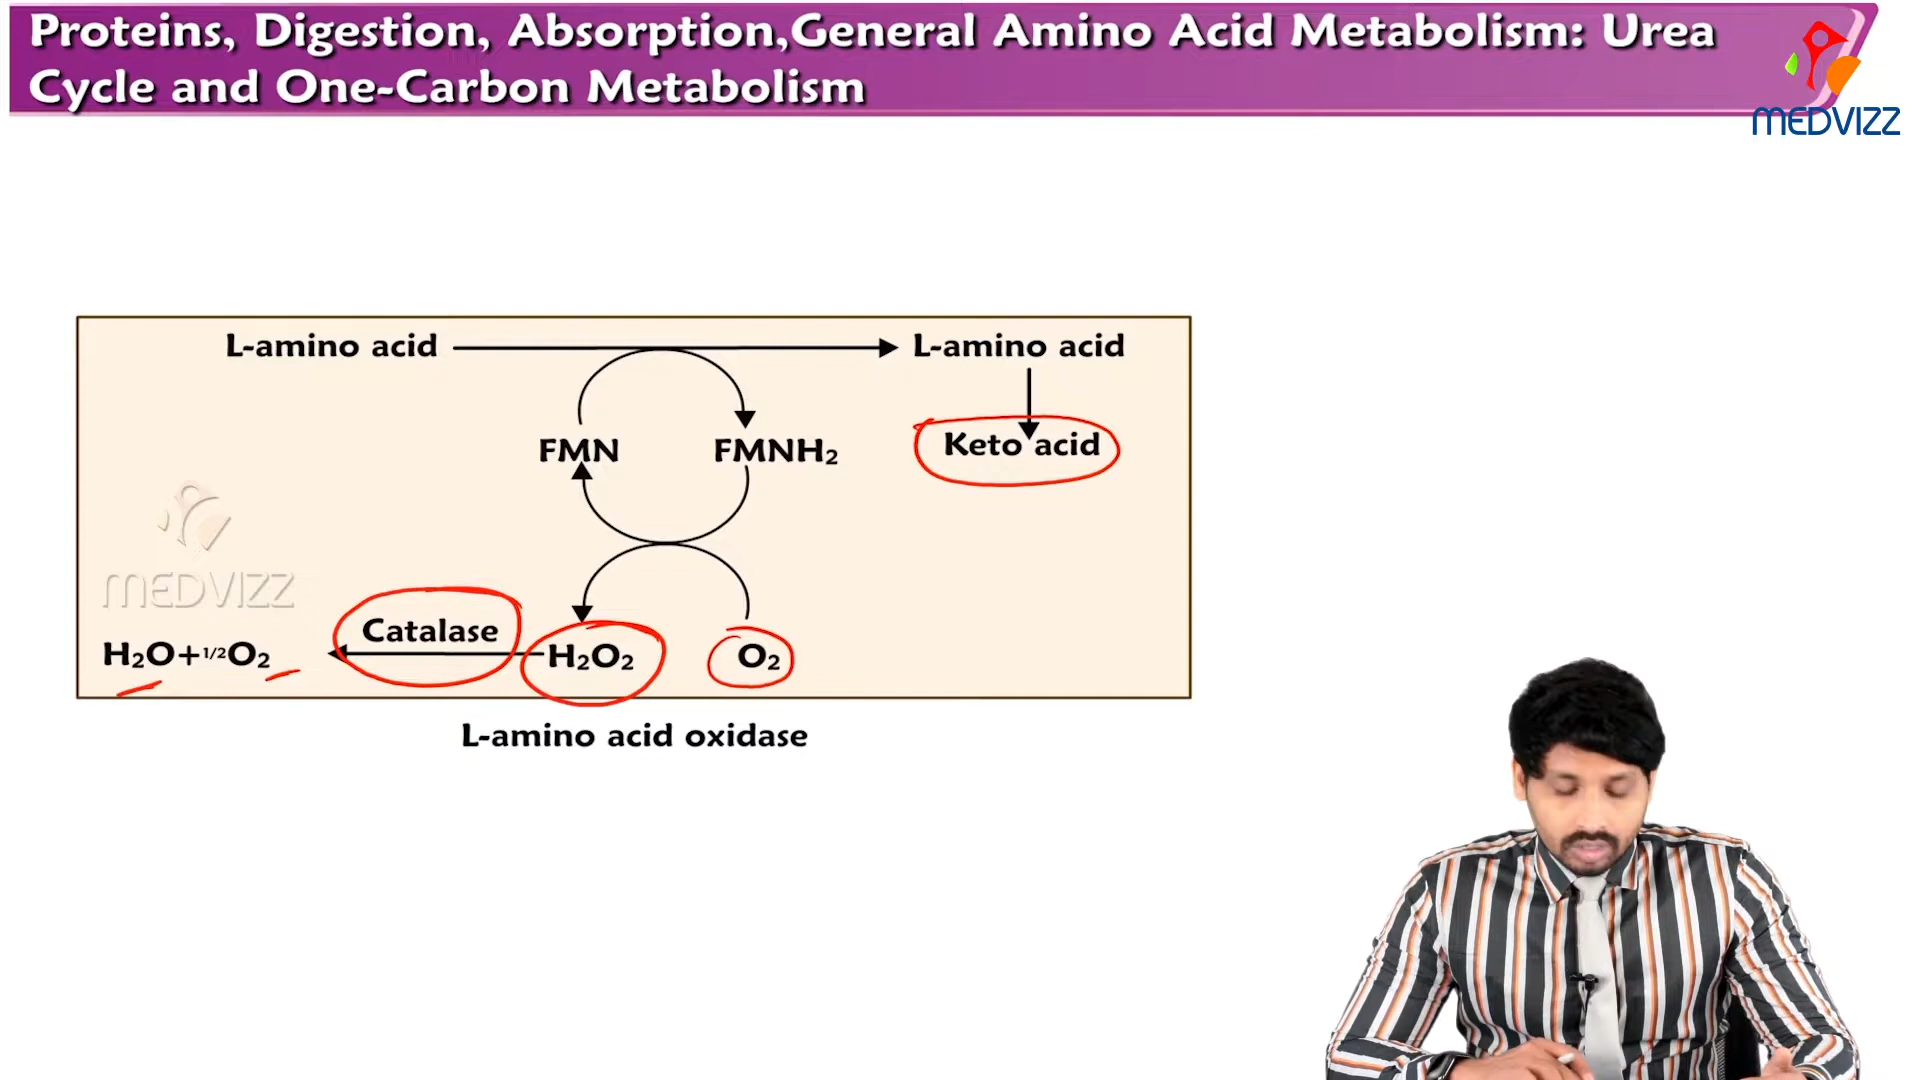 Proteins, Digestion, Absorption,General Amino Acid Metabolism: Urea
Cycle and One-Carbon Metabolism
MEDVIZZ
L-amino acid
L-amino acid
FMN
FMNH₂
Keto acid
MEDVIZZ
Catalase
H₂O+1/2O₂
H₂O₂
O₂
L-amino acid oxidase